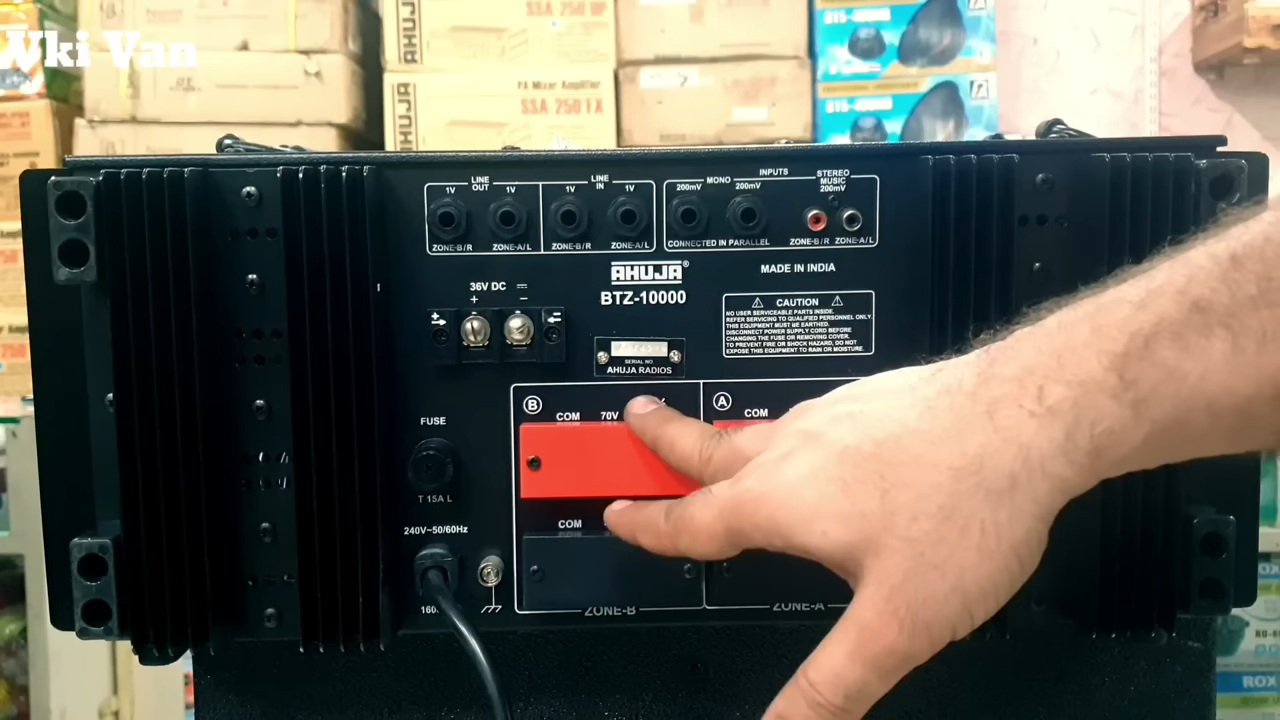 Wki Van
AHUJA
SSA 250 DP
PA Mixer Amplifier
SSA 250 FX
AHUJA
LINE
OUT
1V
1V
ZONE-B/R
ZONE-A/L
LINE
IN
1V
1V
ZONE-B/R
ZONE-A/L
INPUTS
MONO
200mV
200mV
CONNECTED IN PARALLEL
STEREO
MUSIC
200mV
ZONE-B/R
ZONE-A/L
AHUJA®
BTZ-10000
MADE IN INDIA
36V DC
+
−
CAUTION
NO USER SERVICEABLE PARTS INSIDE.
REFER SERVICING TO QUALIFIED PERSONNEL ONLY.
THIS EQUIPMENT MUST BE EARTHED.
DISCONNECT POWER SUPPLY CORD BEFORE
CHANGING THE FUSE OR REMOVING COVER.
TO PREVENT FIRE OR SHOCK HAZARD, DO NOT
EXPOSE THIS EQUIPMENT TO RAIN OR MOISTURE.
SERIAL NO.
AHUJA RADIOS
FUSE
T 15A L
240V~50/60Hz
B
COM
70V
COM
ZONE-B
A
COM
ZONE-A